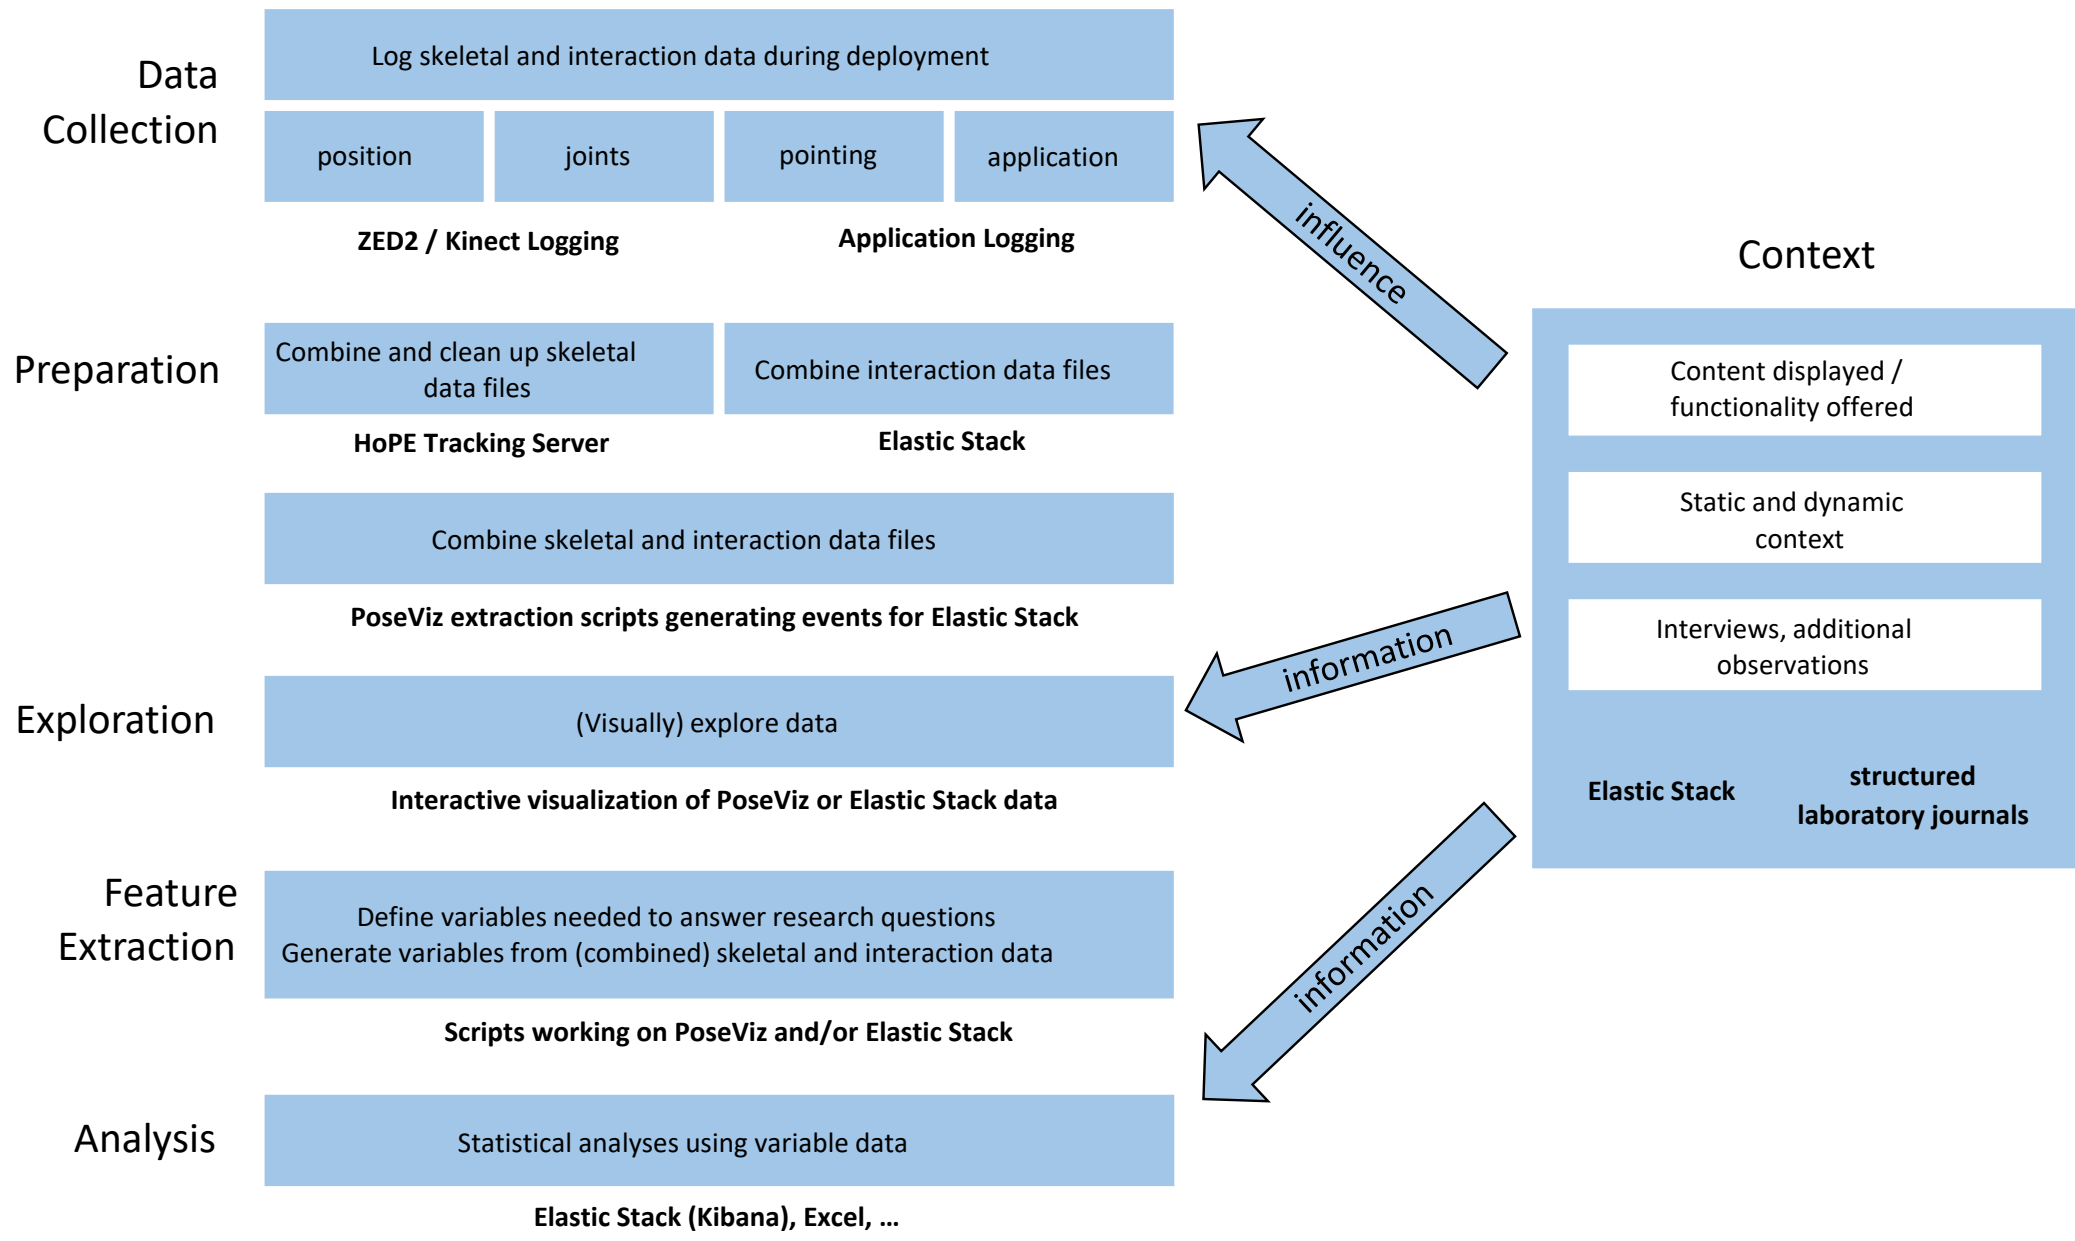 Data
Collection
Log skeletal and interaction data during deployment
position
joints
pointing
application
ZED2 / Kinect Logging
Application Logging
Preparation
Combine and clean up skeletal
data files
Combine interaction data files
HoPE Tracking Server
Elastic Stack
Combine skeletal and interaction data files
PoseViz extraction scripts generating events for Elastic Stack
Exploration
(Visually) explore data
Interactive visualization of PoseViz or Elastic Stack data
Feature
Extraction
Define variables needed to answer research questions
Generate variables from (combined) skeletal and interaction data
Scripts working on PoseViz and/or Elastic Stack
Analysis
Statistical analyses using variable data
Elastic Stack (Kibana), Excel, …
influence
information
information
Context
Content displayed /
functionality offered
Static and dynamic
context
Interviews, additional
observations
Elastic Stack
structured
laboratory journals